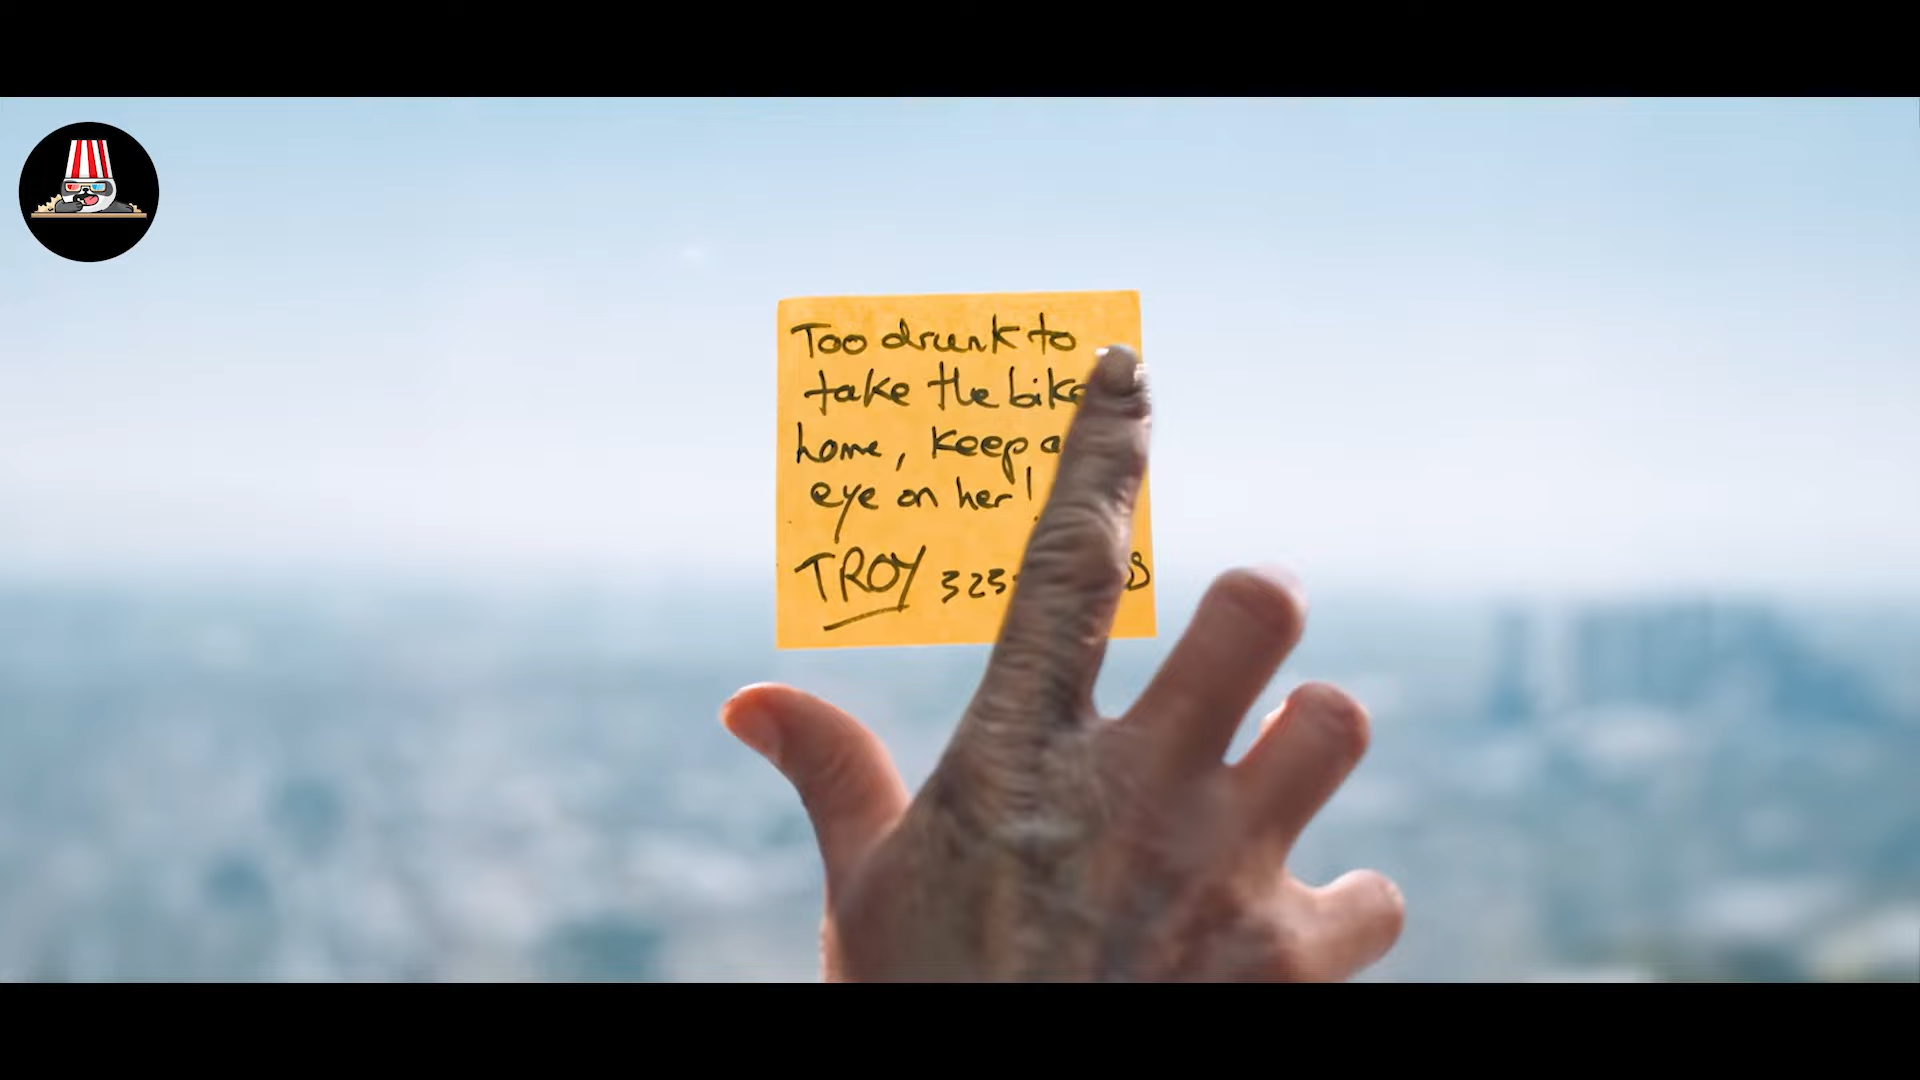 Too drunk to
take the bike
home, keep a
eye on her!
TROY 323